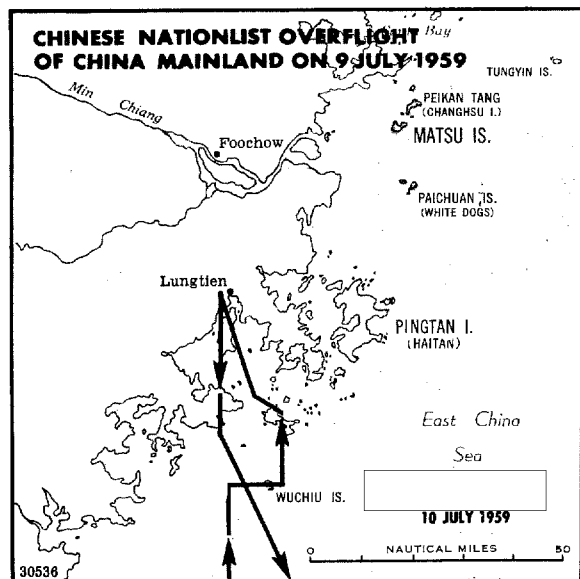 CHINESE NATIONLIST OVERFLIGHT
OF CHINA MAINLAND ON 9 JULY 1959
Bay
TUNGYIN IS.
Min Chiang
PEIKAN TANG
(CHANGHSU I.)
MATSU IS.
Foochow
PAICHUAN IS.
(WHITE DOGS)
Lungtien
PINGTAN I.
(HAITAN)
East China
Sea
WUCHIU IS.
10 JULY 1959
NAUTICAL MILES
0 50
30536